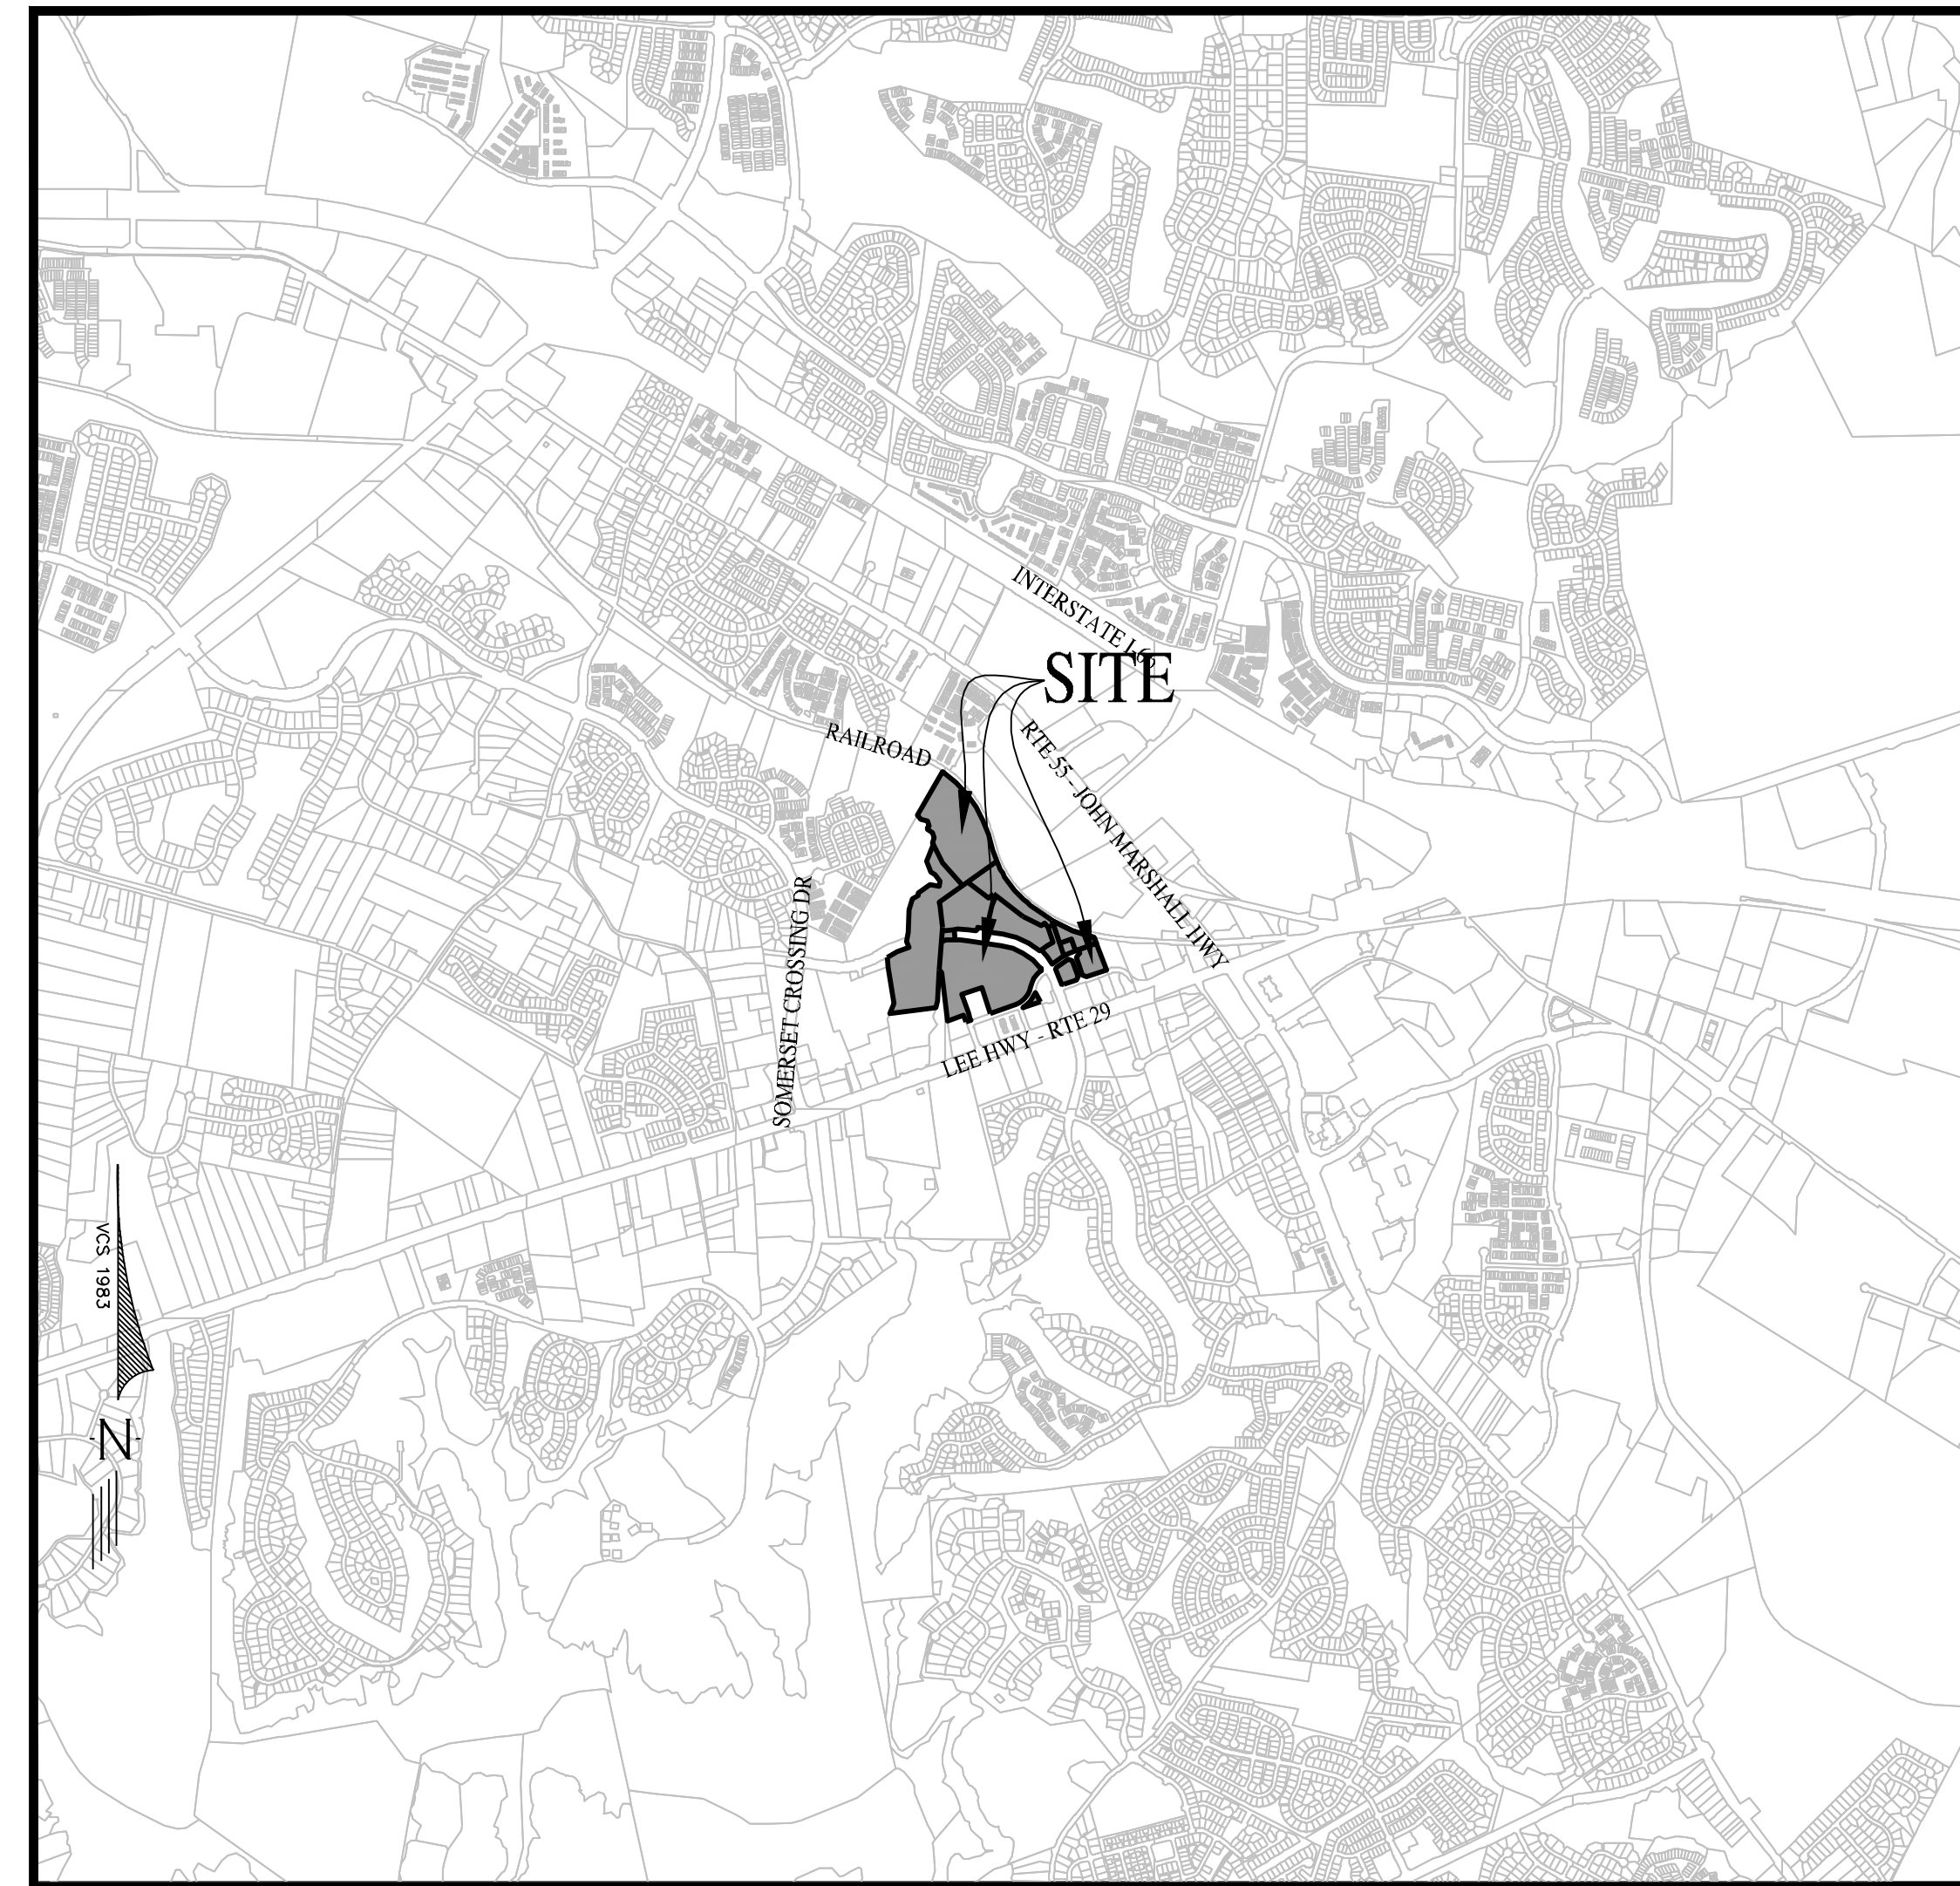 INTERSTATE I-66
SITE
RTE 55 - JOHN MARSHALL HWY
RAILROAD
SOMERSET CROSSING DR
LEE HWY - RTE 29
VCS 1983
N